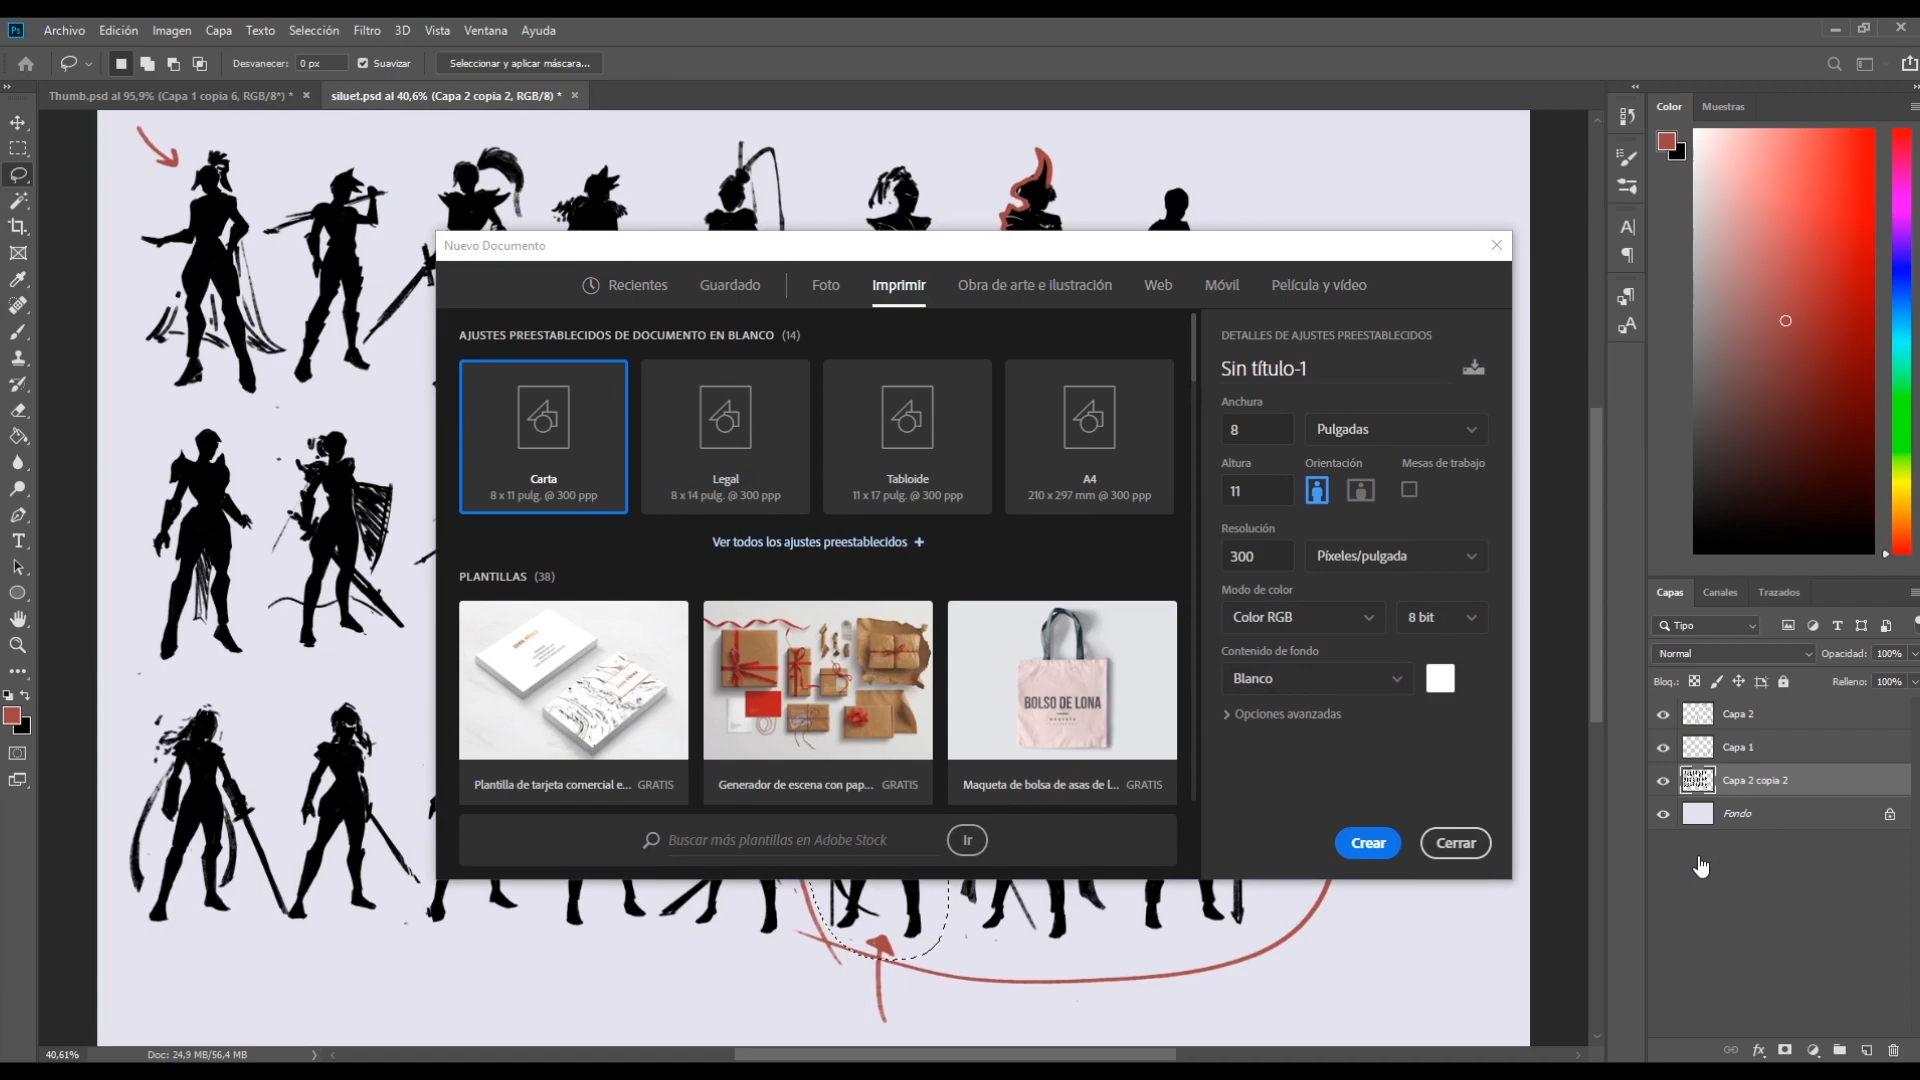 Ps Archivo Edición Imagen Capa Texto Selección Filtro 3D Vista Ventana Ayuda
Desvanecer: 0 px Suavizar Seleccionar y aplicar máscara...
Thumb.psd al 95,9% (Capa 1 copia 6, RGB/8*) * × siluet.psd al 40,6% (Capa 2 copia 2, RGB/8) * ×
Color Muestras
Nuevo Documento
Recientes Guardado Foto Imprimir Obra de arte e ilustración Web Móvil Película y vídeo
AJUSTES PREESTABLECIDOS DE DOCUMENTO EN BLANCO (14)
Carta
8 x 11 pulg. @ 300 ppp
Legal
8 x 14 pulg. @ 300 ppp
Tabloide
11 x 17 pulg. @ 300 ppp
A4
210 x 297 mm @ 300 ppp
Ver todos los ajustes preestablecidos +
PLANTILLAS (38)
BOLSO DE LONA
Plantilla de tarjeta comercial e... GRATIS
Generador de escena con pap... GRATIS
Maqueta de bolsa de asas de l... GRATIS
Buscar más plantillas en Adobe Stock Ir
DETALLES DE AJUSTES PREESTABLECIDOS
Sin título-1
Anchura
8 Pulgadas
Altura Orientación Mesas de trabajo
11
Resolución
300 Píxeles/pulgada
Modo de color
Color RGB 8 bit
Contenido de fondo
Blanco
Opciones avanzadas
Crear Cerrar
Capas Canales Trazados
Tipo
Normal Opacidad: 100%
Bloq.: Relleno: 100%
Capa 2
Capa 1
Capa 2 copia 2
Fondo
40,61% Doc: 24,9 MB/56,4 MB